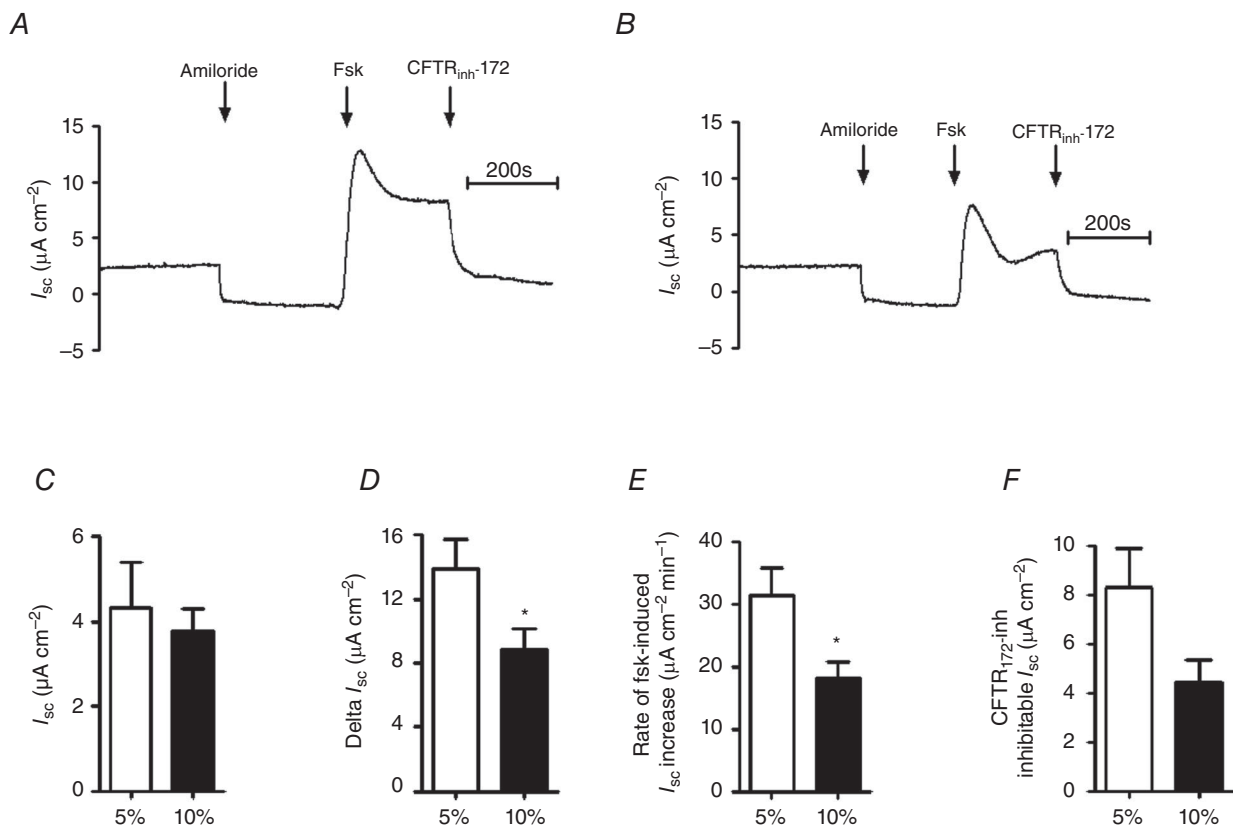 A
Amiloride
Fsk
CFTRinh-172
15
10
5
0
–5
Isc (µA cm–2)
200s
B
Amiloride
Fsk
CFTRinh-172
15
10
5
0
–5
Isc (µA cm–2)
200s
C
6
4
2
0
Isc (µA cm–2)
5%
10%
D
16
12
8
4
0
Delta Isc (µA cm–2)
5%
10%
*
E
40
30
20
10
0
Rate of fsk-induced
Isc increase (µA cm–2 min–1)
5%
10%
*
F
10
8
6
4
2
0
CFTR172-inh
inhibitable Isc (µA cm–2)
5%
10%